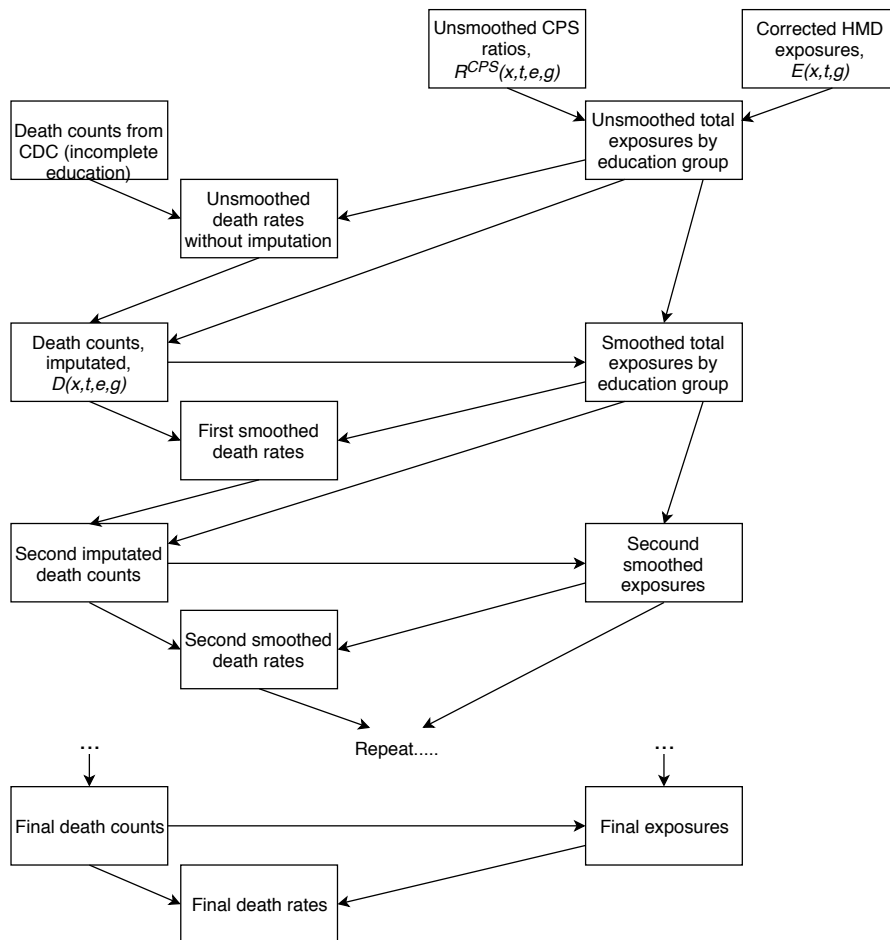 Unsmoothed CPS
ratios,
R^CPS(x,t,e,g)
Corrected HMD
exposures,
E(x,t,g)
Death counts from
CDC (incomplete
education)
Unsmoothed total
exposures by
education group
Unsmoothed
death rates
without imputation
Death counts,
imputated,
D(x,t,e,g)
Smoothed total
exposures by
education group
First smoothed
death rates
Second imputated
death counts
Secound
smoothed
exposures
Second smoothed
death rates
Repeat.....
...
...
Final death counts
Final exposures
Final death rates